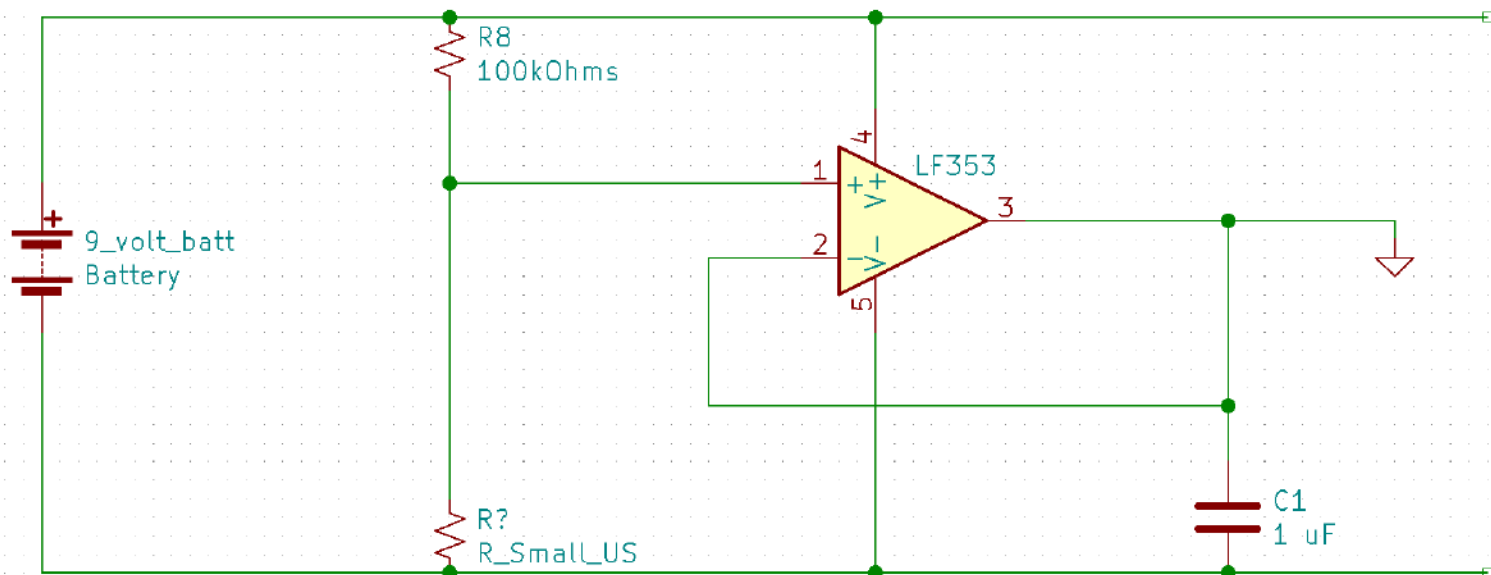 R8
100kOhms
4
LF353
1
+
V+
3
+
9_volt_batt
Battery
2
-
V-
5
C1
1 uF
R?
R_Small_US